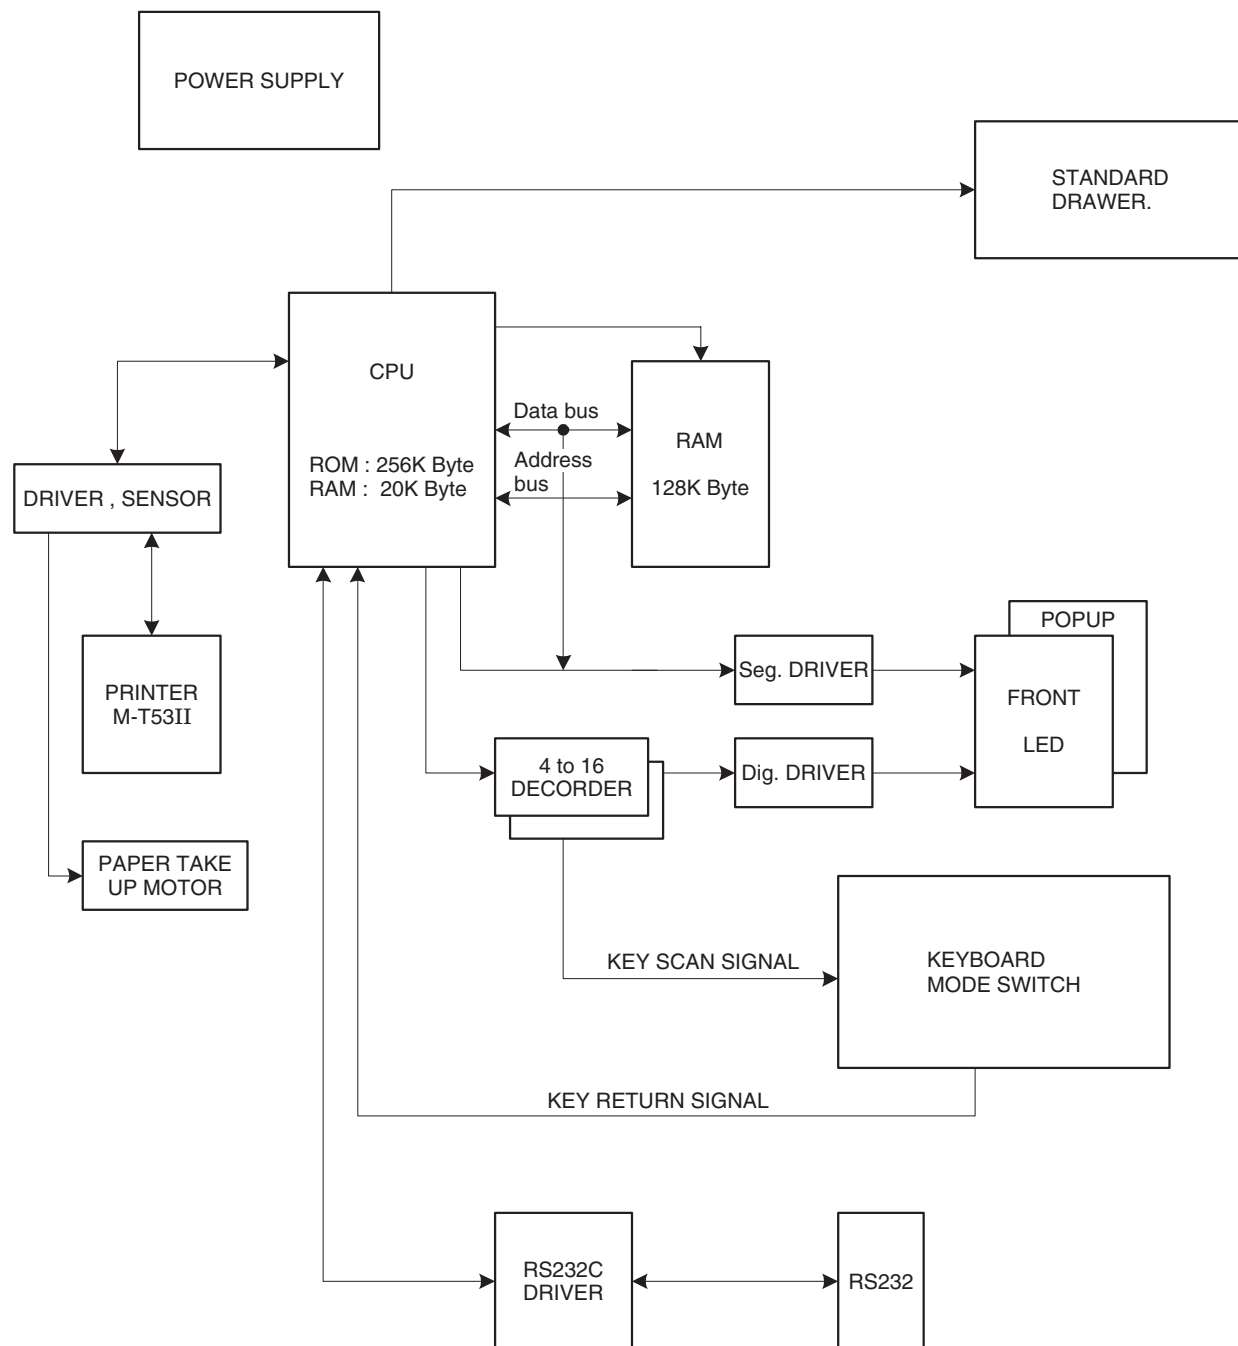 POWER SUPPLY
STANDARD
DRAWER.
CPU
ROM : 256K Byte
RAM : 20K Byte
Data bus
Address
bus
RAM
128K Byte
DRIVER , SENSOR
PRINTER
M-T53II
PAPER TAKE
UP MOTOR
POPUP
Seg. DRIVER
FRONT
LED
4 to 16
DECORDER
Dig. DRIVER
KEY SCAN SIGNAL
KEYBOARD
MODE SWITCH
KEY RETURN SIGNAL
RS232C
DRIVER
RS232